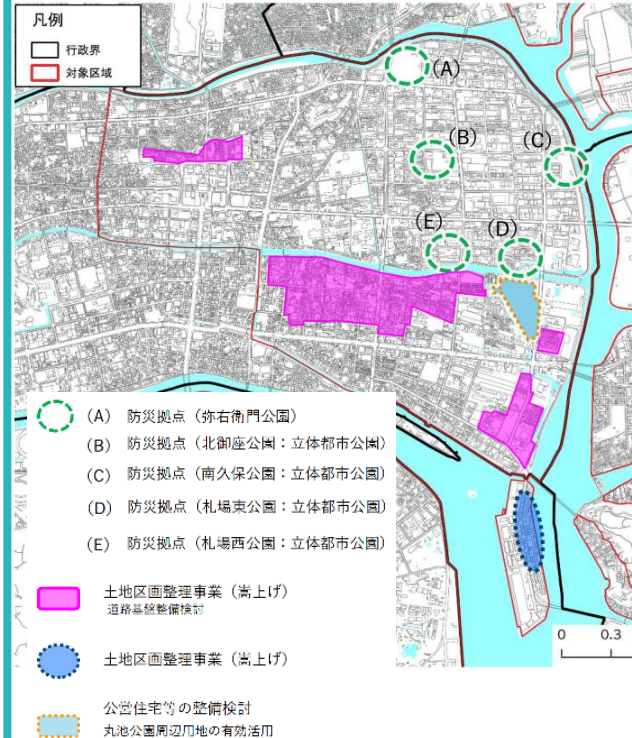 凡例
行政界
対象区域
(A)
(B)
(C)
(E)
(D)
(A) 防災拠点（弥右衛門公園）
(B) 防災拠点（北御座公園：立体都市公園）
(C) 防災拠点（南久保公園：立体都市公園）
(D) 防災拠点（札場東公園：立体都市公園）
(E) 防災拠点（札場西公園：立体都市公園）
土地区画整理事業（嵩上げ）
道路基盤整備検討
土地区画整理事業（嵩上げ）
公営住宅等の整備検討
丸池公園周辺用地の有効活用
0 0.3